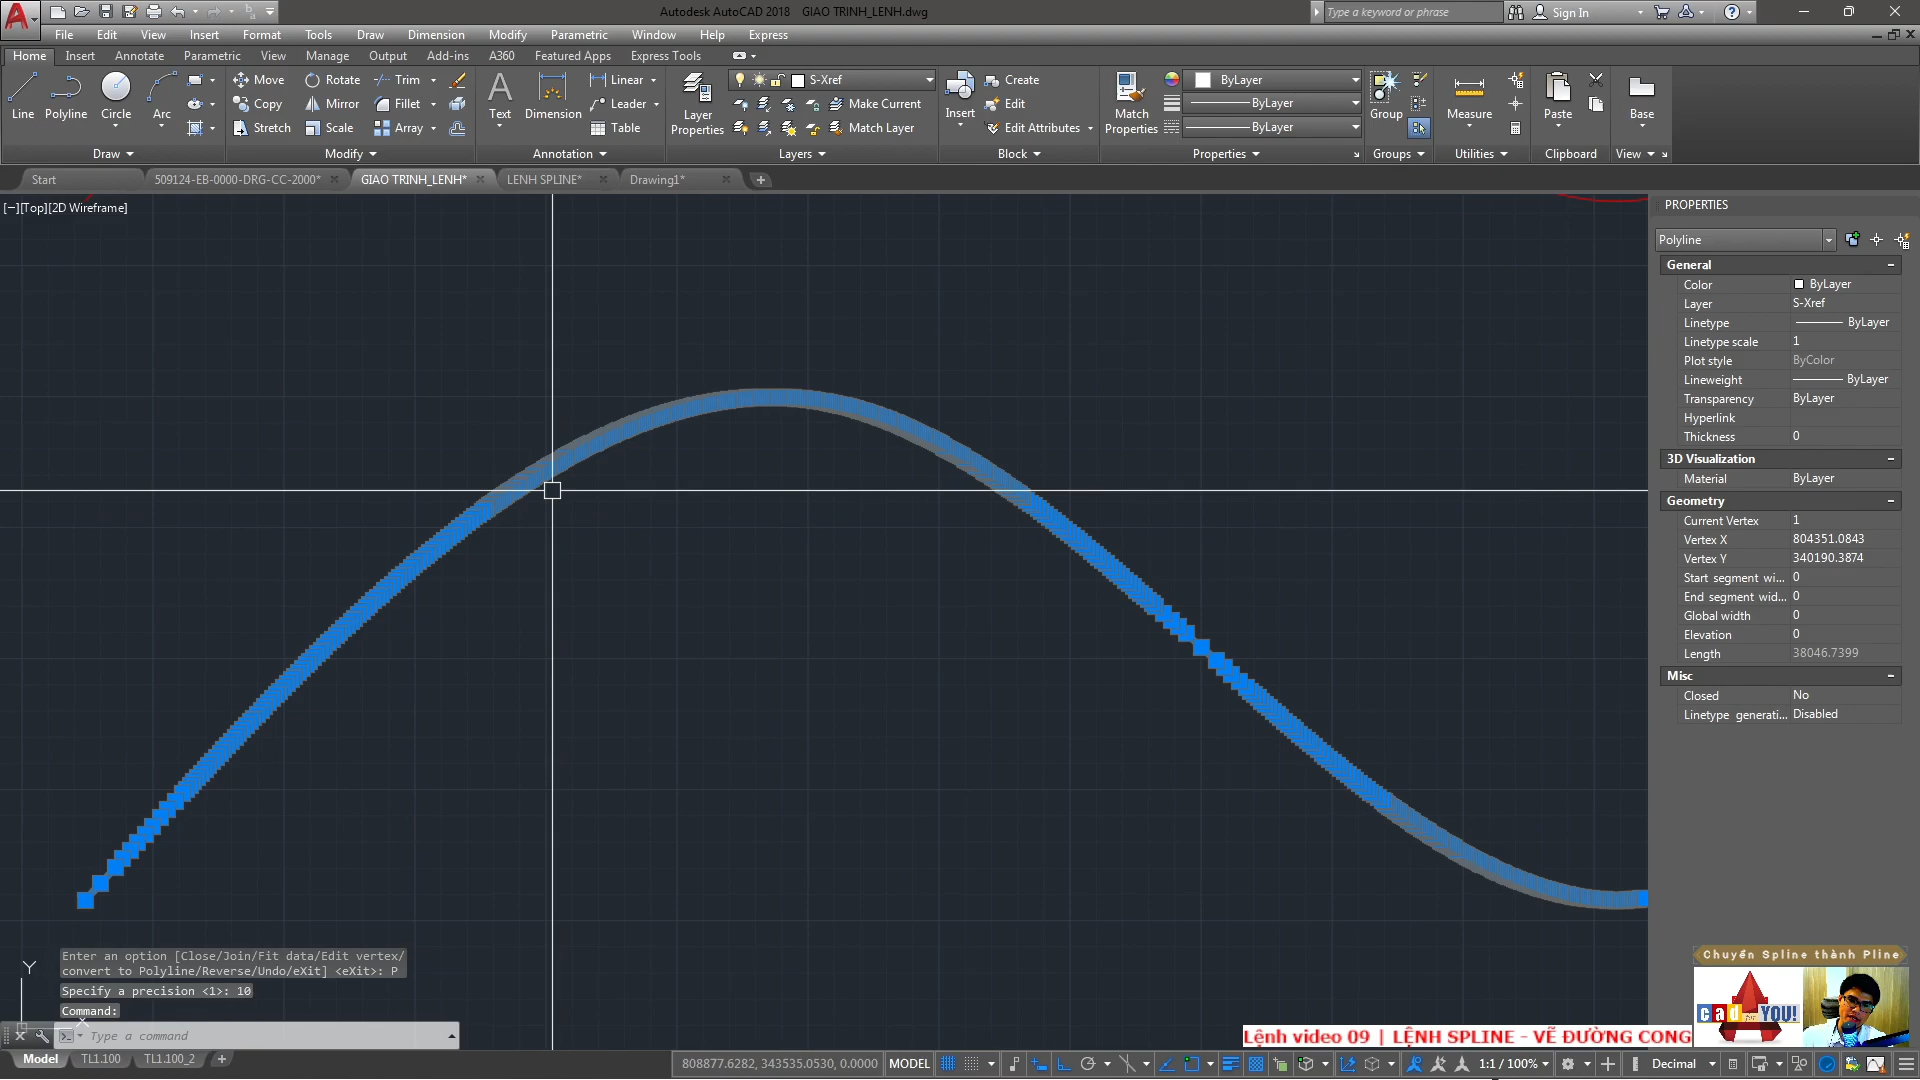 Autodesk AutoCAD 2018 GIAO TRINH_LENH.dwg
Type a keyword or phrase
Sign In
File Edit View Insert Format Tools Draw Dimension Modify Parametric Window Help Express
Home Insert Annotate Parametric View Manage Output Add-ins A360 Featured Apps Express Tools
Line Polyline Circle Arc
Move Rotate Trim
Copy Mirror Fillet
Stretch Scale Array
Text Dimension
Linear
Leader
Table
Layer Properties
S-Xref
Make Current
Match Layer
Insert
Create
Edit
Edit Attributes
Match Properties
ByLayer
ByLayer
ByLayer
Group
Measure
Paste
Base
Draw Modify Annotation Layers Block Properties Groups Utilities Clipboard View
Start 509124-EB-0000-DRG-CC-2000* GIAO TRINH_LENH* LENH SPLINE* Drawing1*
[−][Top][2D Wireframe]
PROPERTIES
Polyline
General
Color ByLayer
Layer S-Xref
Linetype ByLayer
Linetype scale 1
Plot style ByColor
Lineweight ByLayer
Transparency ByLayer
Hyperlink
Thickness 0
3D Visualization
Material ByLayer
Geometry
Current Vertex 1
Vertex X 804351.0843
Vertex Y 340190.3874
Start segment wi... 0
End segment wid... 0
Global width 0
Elevation 0
Length 38046.7399
Misc
Closed No
Linetype generati... Disabled
Y
Enter an option [Close/Join/Fit data/Edit vertex/
convert to Polyline/Reverse/Undo/eXit] <eXit>: P
Specify a precision <1>: 10
Command:
Type a command
Chuyển Spline thành Pline
cad for YOU!
Lệnh video 09 | LỆNH SPLINE - VẼ ĐƯỜNG CONG
Model TL1.100 TL1.100_2
808877.6282, 343535.0530, 0.0000 MODEL 1:1 / 100% Decimal